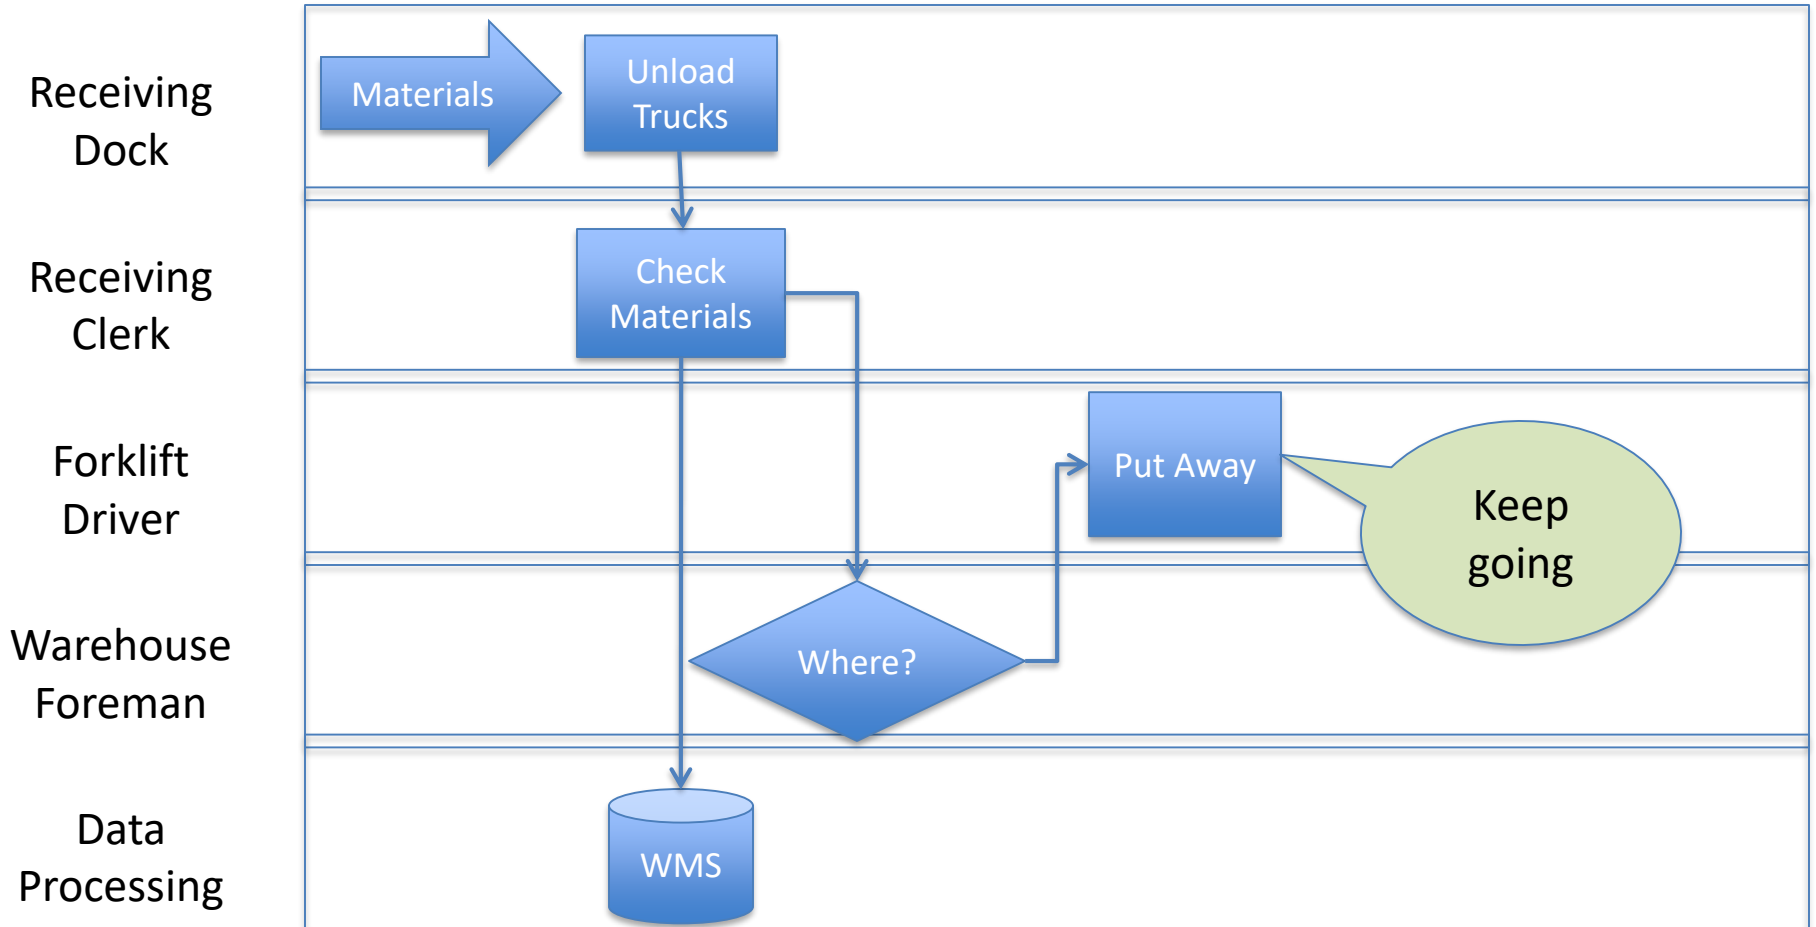 Receiving
Dock
Materials
Unload
Trucks
Receiving
Clerk
Check
Materials
Forklift
Driver
Put Away
Keep
going
Warehouse
Foreman
Where?
Data
Processing
WMS